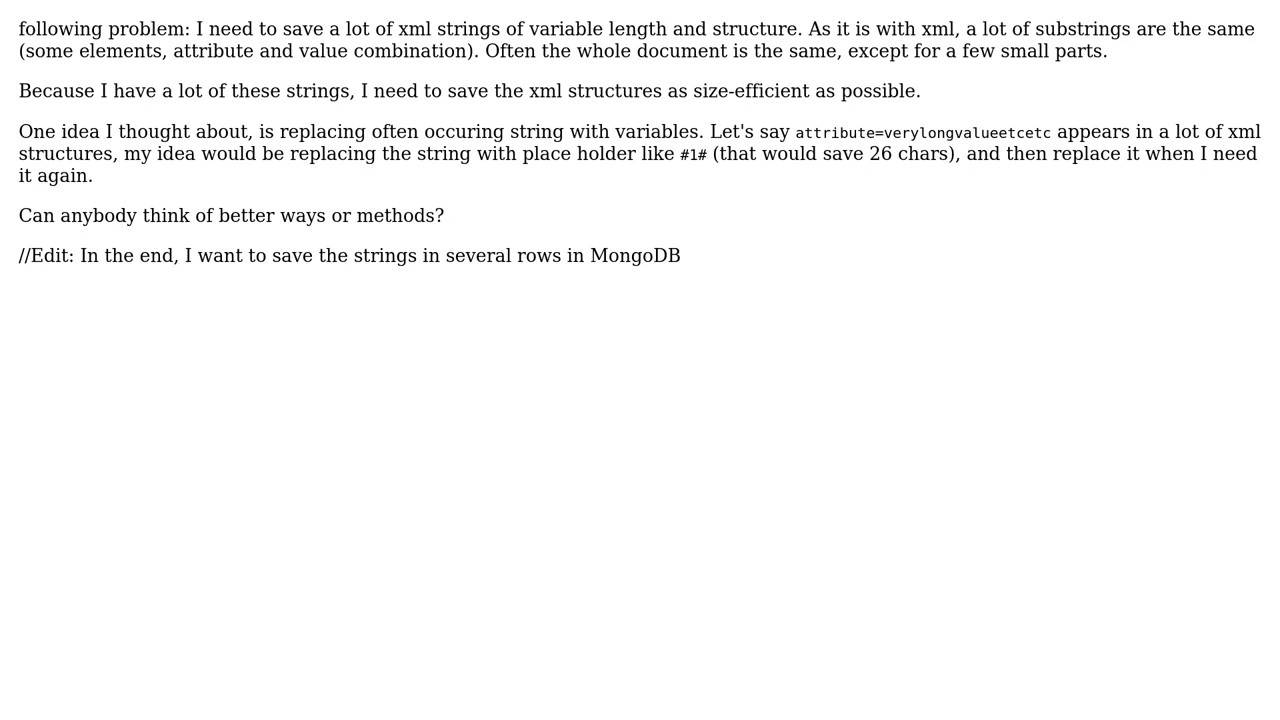 following problem: I need to save a lot of xml strings of variable length and structure. As it is with xml, a lot of substrings are the same
(some elements, attribute and value combination). Often the whole document is the same, except for a few small parts.
Because I have a lot of these strings, I need to save the xml structures as size-efficient as possible.
One idea I thought about, is replacing often occuring string with variables. Let's say attribute=verylongvalueetcetc appears in a lot of xml
structures, my idea would be replacing the string with place holder like #1# (that would save 26 chars), and then replace it when I need
it again.
Can anybody think of better ways or methods?
//Edit: In the end, I want to save the strings in several rows in MongoDB